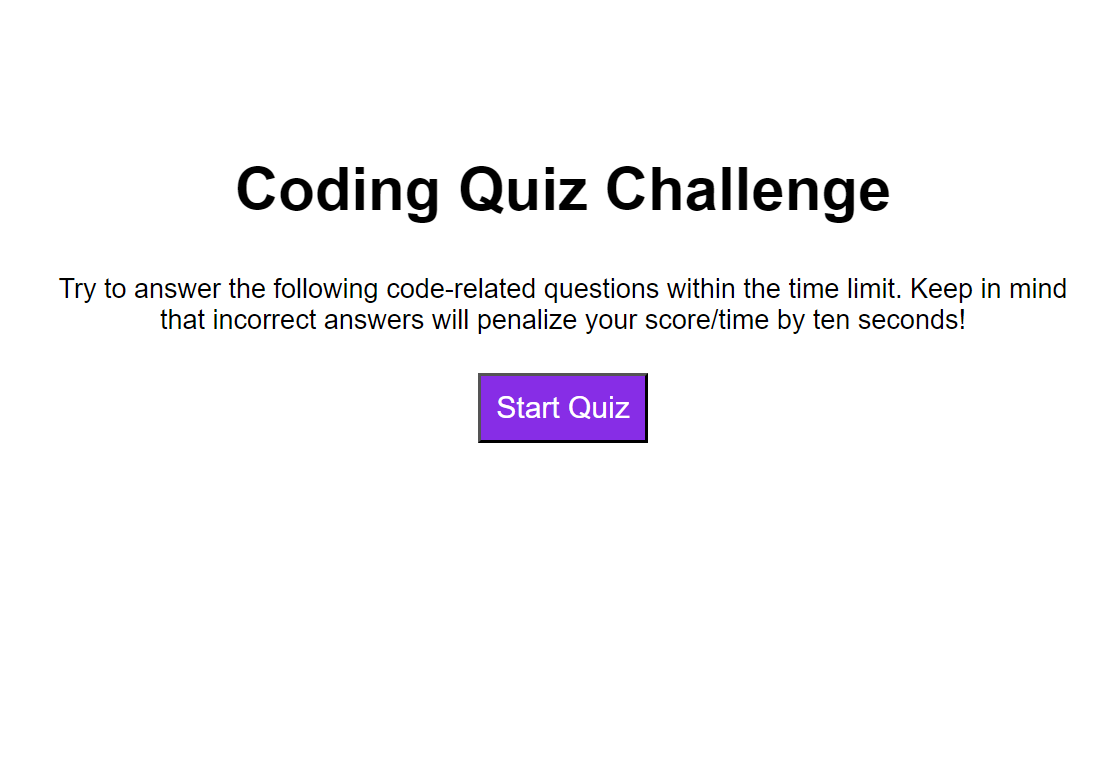 Coding Quiz Challenge
Try to answer the following code-related questions within the time limit. Keep in mind
that incorrect answers will penalize your score/time by ten seconds!
Start Quiz